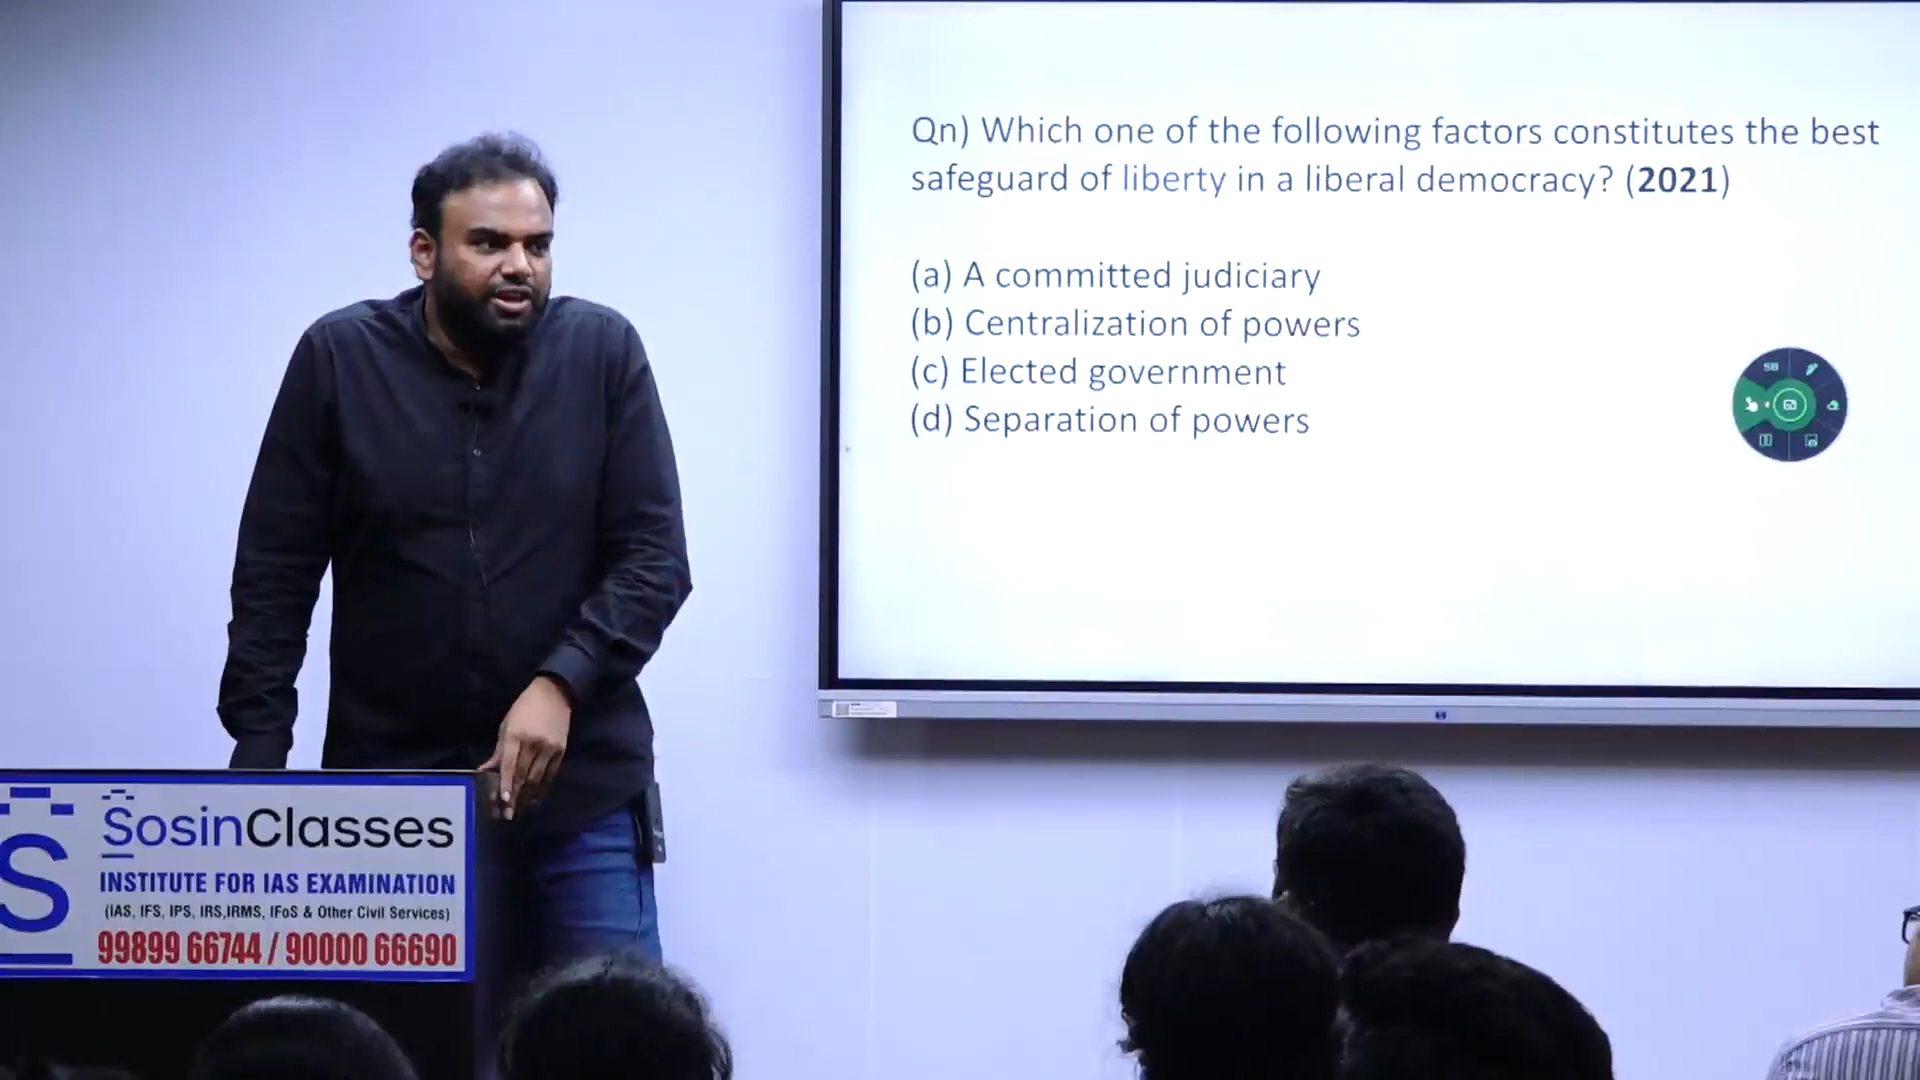 Qn) Which one of the following factors constitutes the best
safeguard of liberty in a liberal democracy? (2021)
(a) A committed judiciary
(b) Centralization of powers
(c) Elected government
(d) Separation of powers
58
S
SosinClasses
INSTITUTE FOR IAS EXAMINATION
(IAS, IFS, IPS, IRS,IRMS, IFoS & Other Civil Services)
99899 66744 / 90000 66690